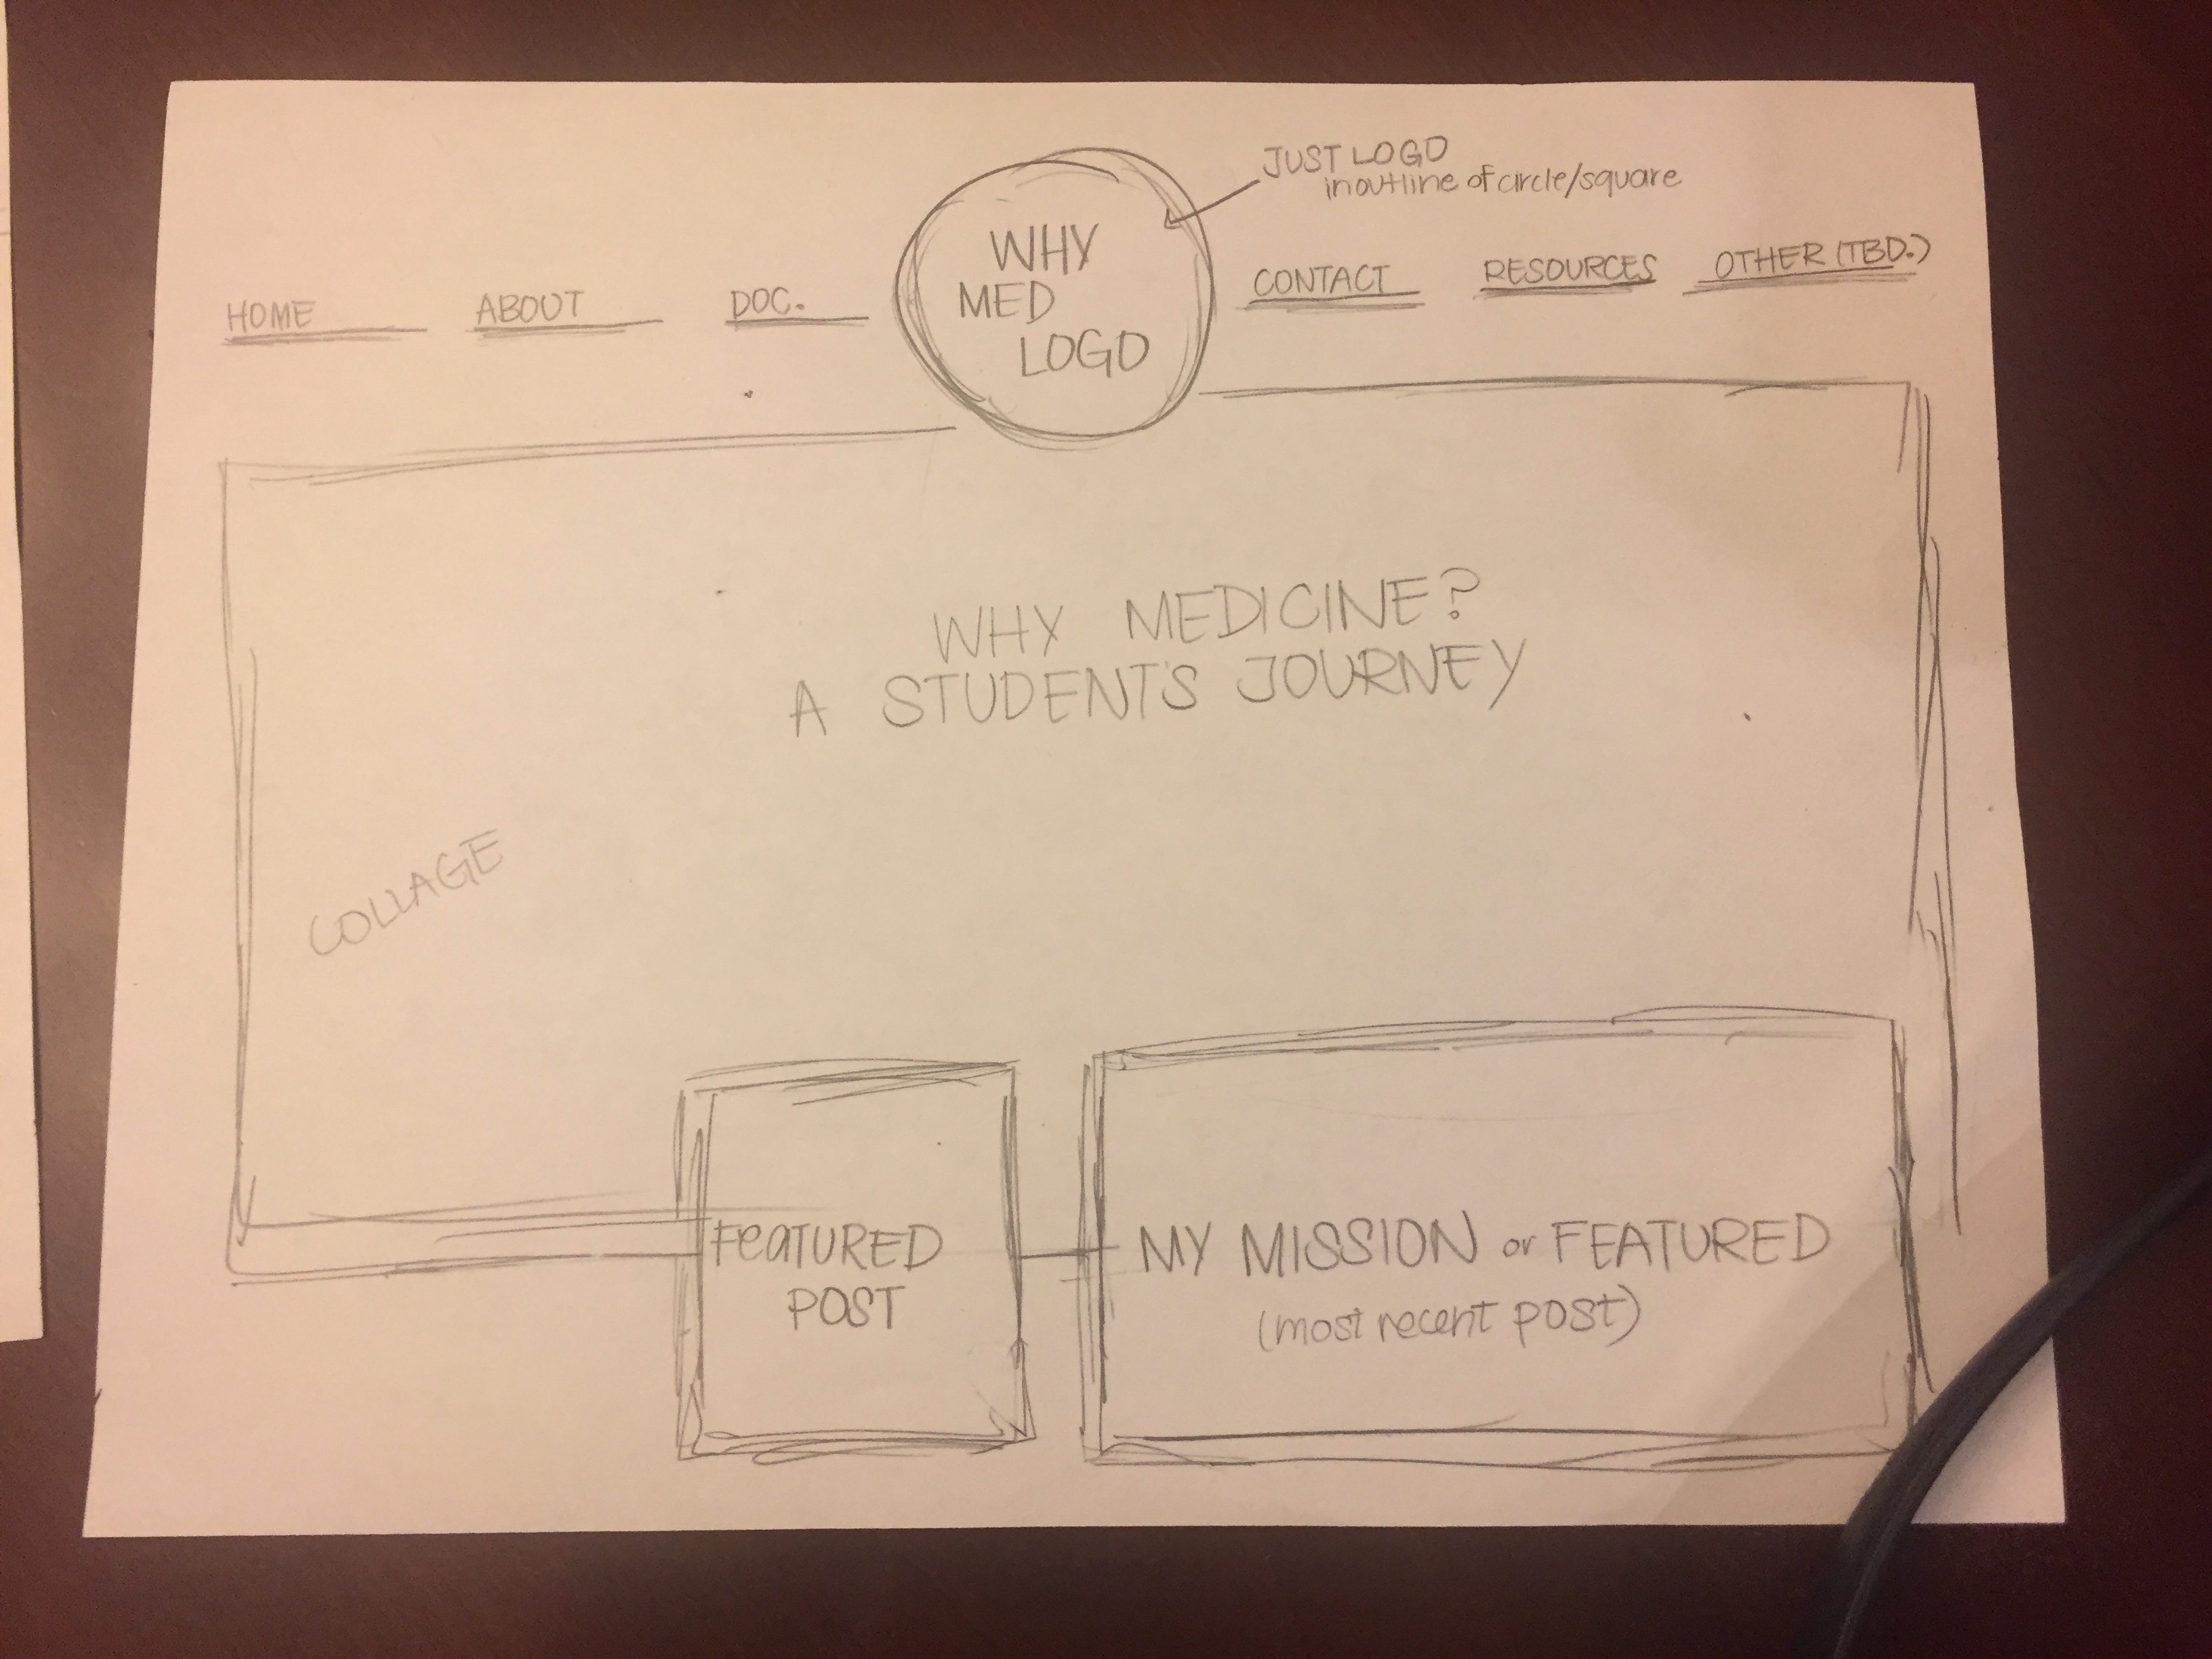 JUST LOGO
in outline of circle/square
WHY
MED
LOGO
HOME
ABOUT
DOC.
CONTACT
RESOURCES
OTHER (TBD.)
WHY MEDICINE?
A STUDENT'S JOURNEY
COLLAGE
FEATURED
POST
MY MISSION or FEATURED
(most recent post)